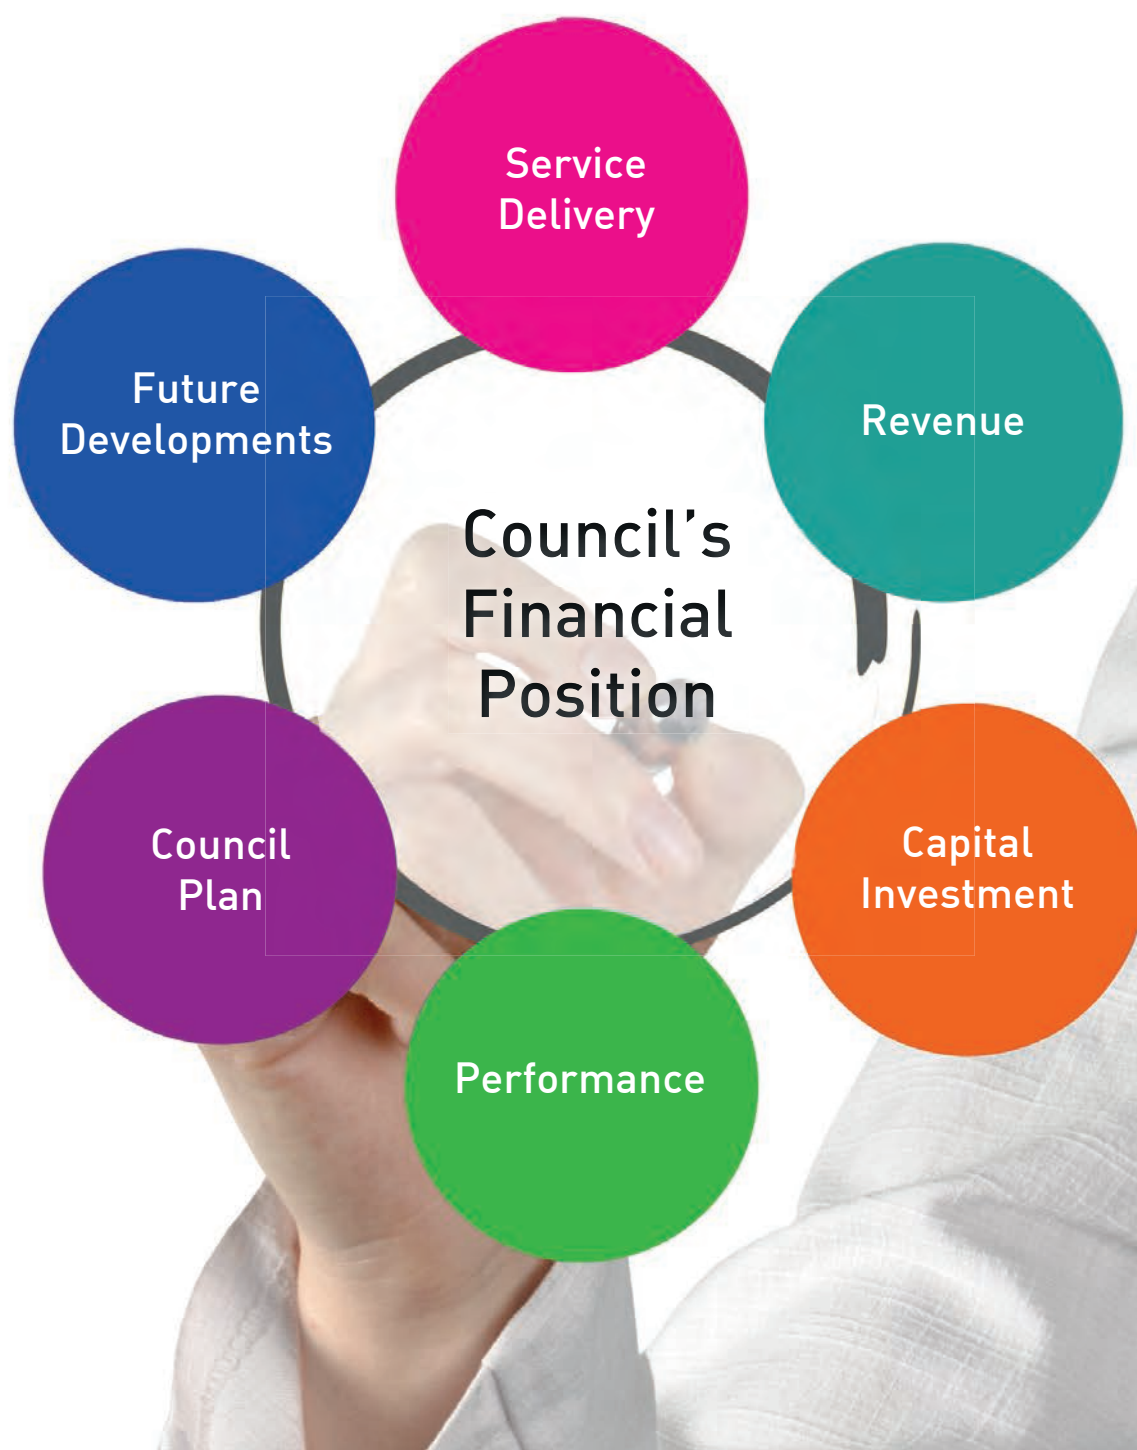 Service
Delivery
Revenue
Capital
Investment
Performance
Council
Plan
Future
Developments
Council’s
Financial
Position